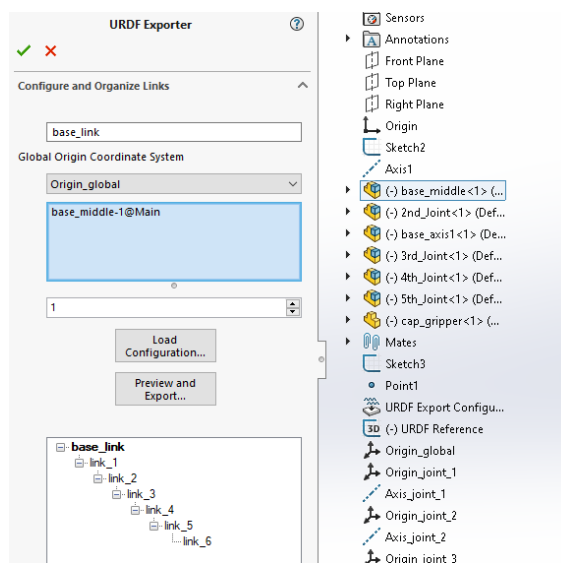 URDF Exporter
Configure and Organize Links
base_link
Global Origin Coordinate System
Origin_global
base_middle-1@Main
1
Load
Configuration...
Preview and
Export...
base_link
link_1
link_2
link_3
link_4
link_5
link_6
Sensors
Annotations
Front Plane
Top Plane
Right Plane
Origin
Sketch2
Axis1
(-) base_middle<1> (...
(-) 2nd_Joint<1> (Def...
(-) base_axis1<1> (De...
(-) 3rd_Joint<1> (Def...
(-) 4th_Joint<1> (Def...
(-) 5th_Joint<1> (Def...
(-) cap_gripper<1> (...
Mates
Sketch3
Point1
URDF Export Configu...
3D (-) URDF Reference
Origin_global
Origin_joint_1
Axis_joint_1
Origin_joint_2
Axis_joint_2
Origin_joint_3